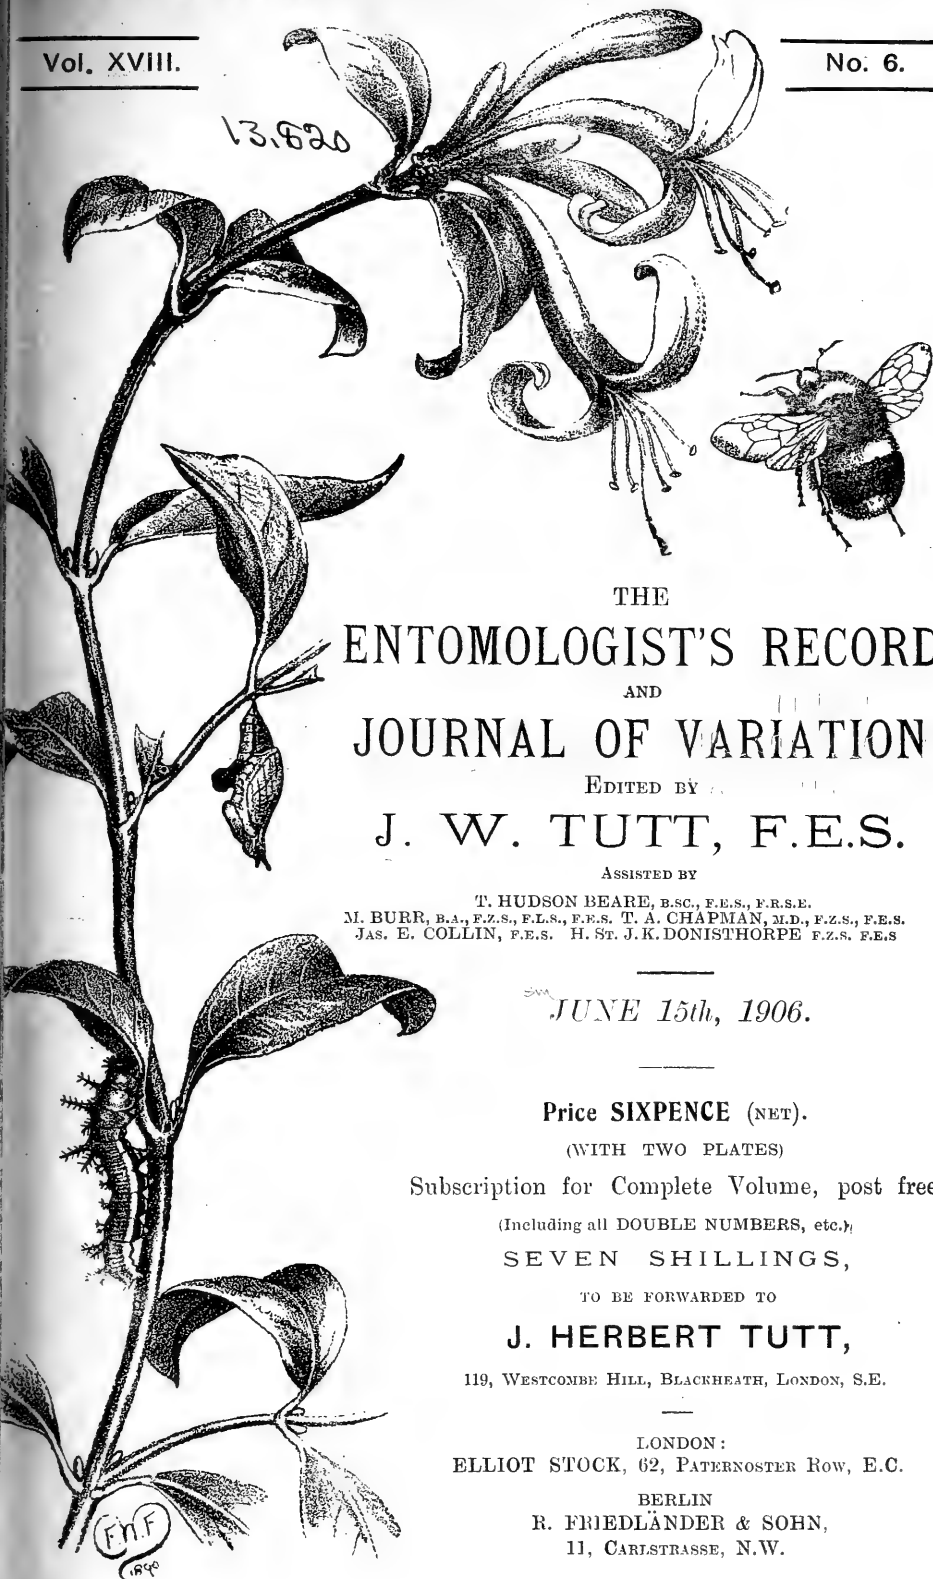 Vol. XVIII.
No. 6.
13,820
THE
ENTOMOLOGIST'S RECORD
AND
JOURNAL OF VARIATION
EDITED BY
J. W. TUTT, F.E.S.
ASSISTED BY
T. HUDSON BEARE, B.SC., F.E.S., F.R.S.E.
M. BURR, B.A., F.Z.S., F.L.S., F.E.S. T. A. CHAPMAN, M.D., F.Z.S., F.E.S.
JAS. E. COLLIN, F.E.S. H. ST. J. K. DONISTHORPE F.Z.S. F.E.S
JUNE 15th, 1906.
Price SIXPENCE (NET).
(WITH TWO PLATES)
Subscription for Complete Volume, post free
(Including all DOUBLE NUMBERS, etc.),
SEVEN SHILLINGS,
TO BE FORWARDED TO
J. HERBERT TUTT,
119, WESTCOMBE HILL, BLACKHEATH, LONDON, S.E.
LONDON:
ELLIOT STOCK, 62, PATERNOSTER ROW, E.C.
BERLIN
R. FRIEDLÄNDER & SOHN,
11, CARLSTRASSE, N.W.
F.N.F
1890